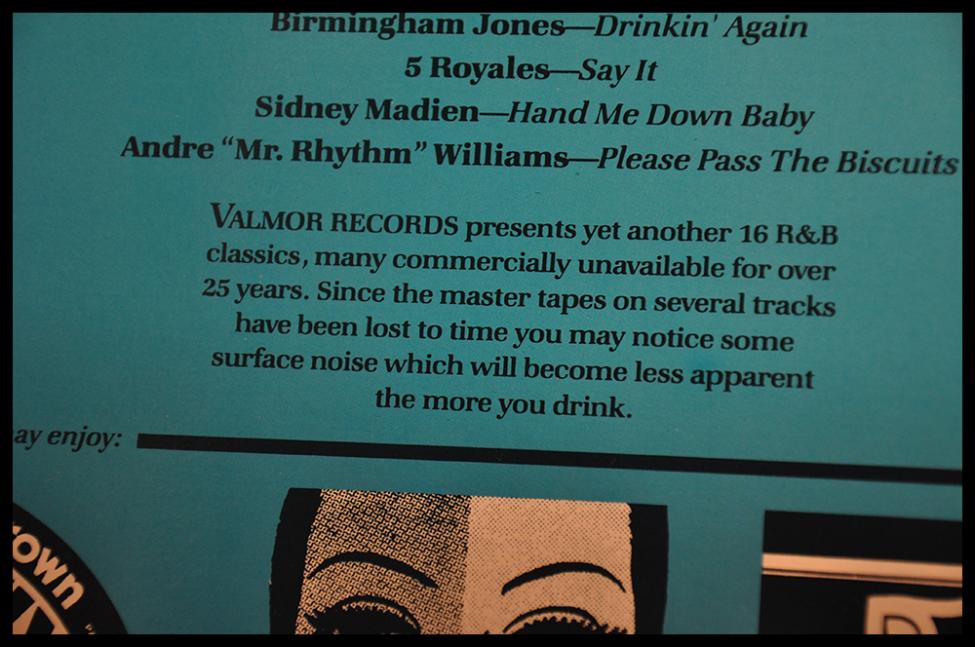 Birmingham Jones—Drinkin' Again
5 Royales—Say It
Sidney Madien—Hand Me Down Baby
Andre “Mr. Rhythm” Williams—Please Pass The Biscuits
VALMOR RECORDS presents yet another 16 R&B
classics, many commercially unavailable for over
25 years. Since the master tapes on several tracks
have been lost to time you may notice some
surface noise which will become less apparent
the more you drink.
ay enjoy:
rown